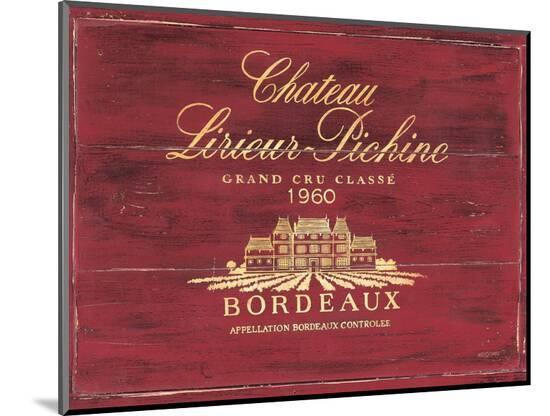 Chateau
Lirieur-Pichine
GRAND CRU CLASSÉ
1960
BORDEAUX
APPELLATION BORDEAUX CONTROLEE